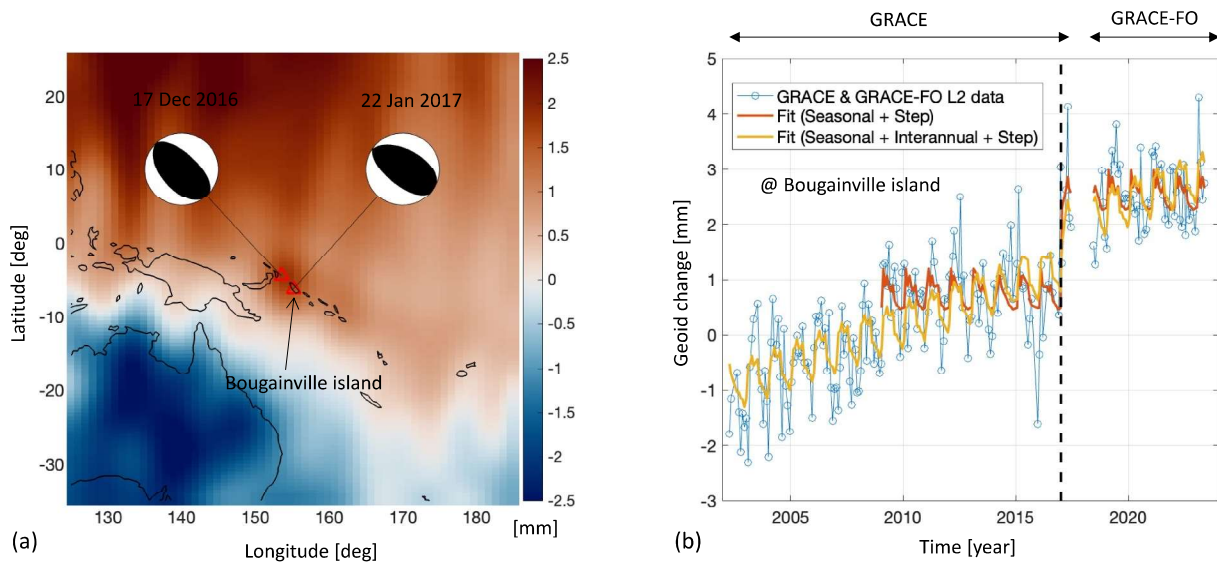 17 Dec 2016
22 Jan 2017
Bougainville island
20
10
0
-10
-20
-30
Latitude [deg]
130
140
150
160
170
180
Longitude [deg]
2.5
2
1.5
1
0.5
0
-0.5
-1
-1.5
-2
-2.5
[mm]
(a)
GRACE
GRACE-FO
GRACE & GRACE-FO L2 data
Fit (Seasonal + Step)
Fit (Seasonal + Interannual + Step)
@ Bougainville island
5
4
3
2
1
0
-1
-2
-3
Geoid change [mm]
2005
2010
2015
2020
Time [year]
(b)